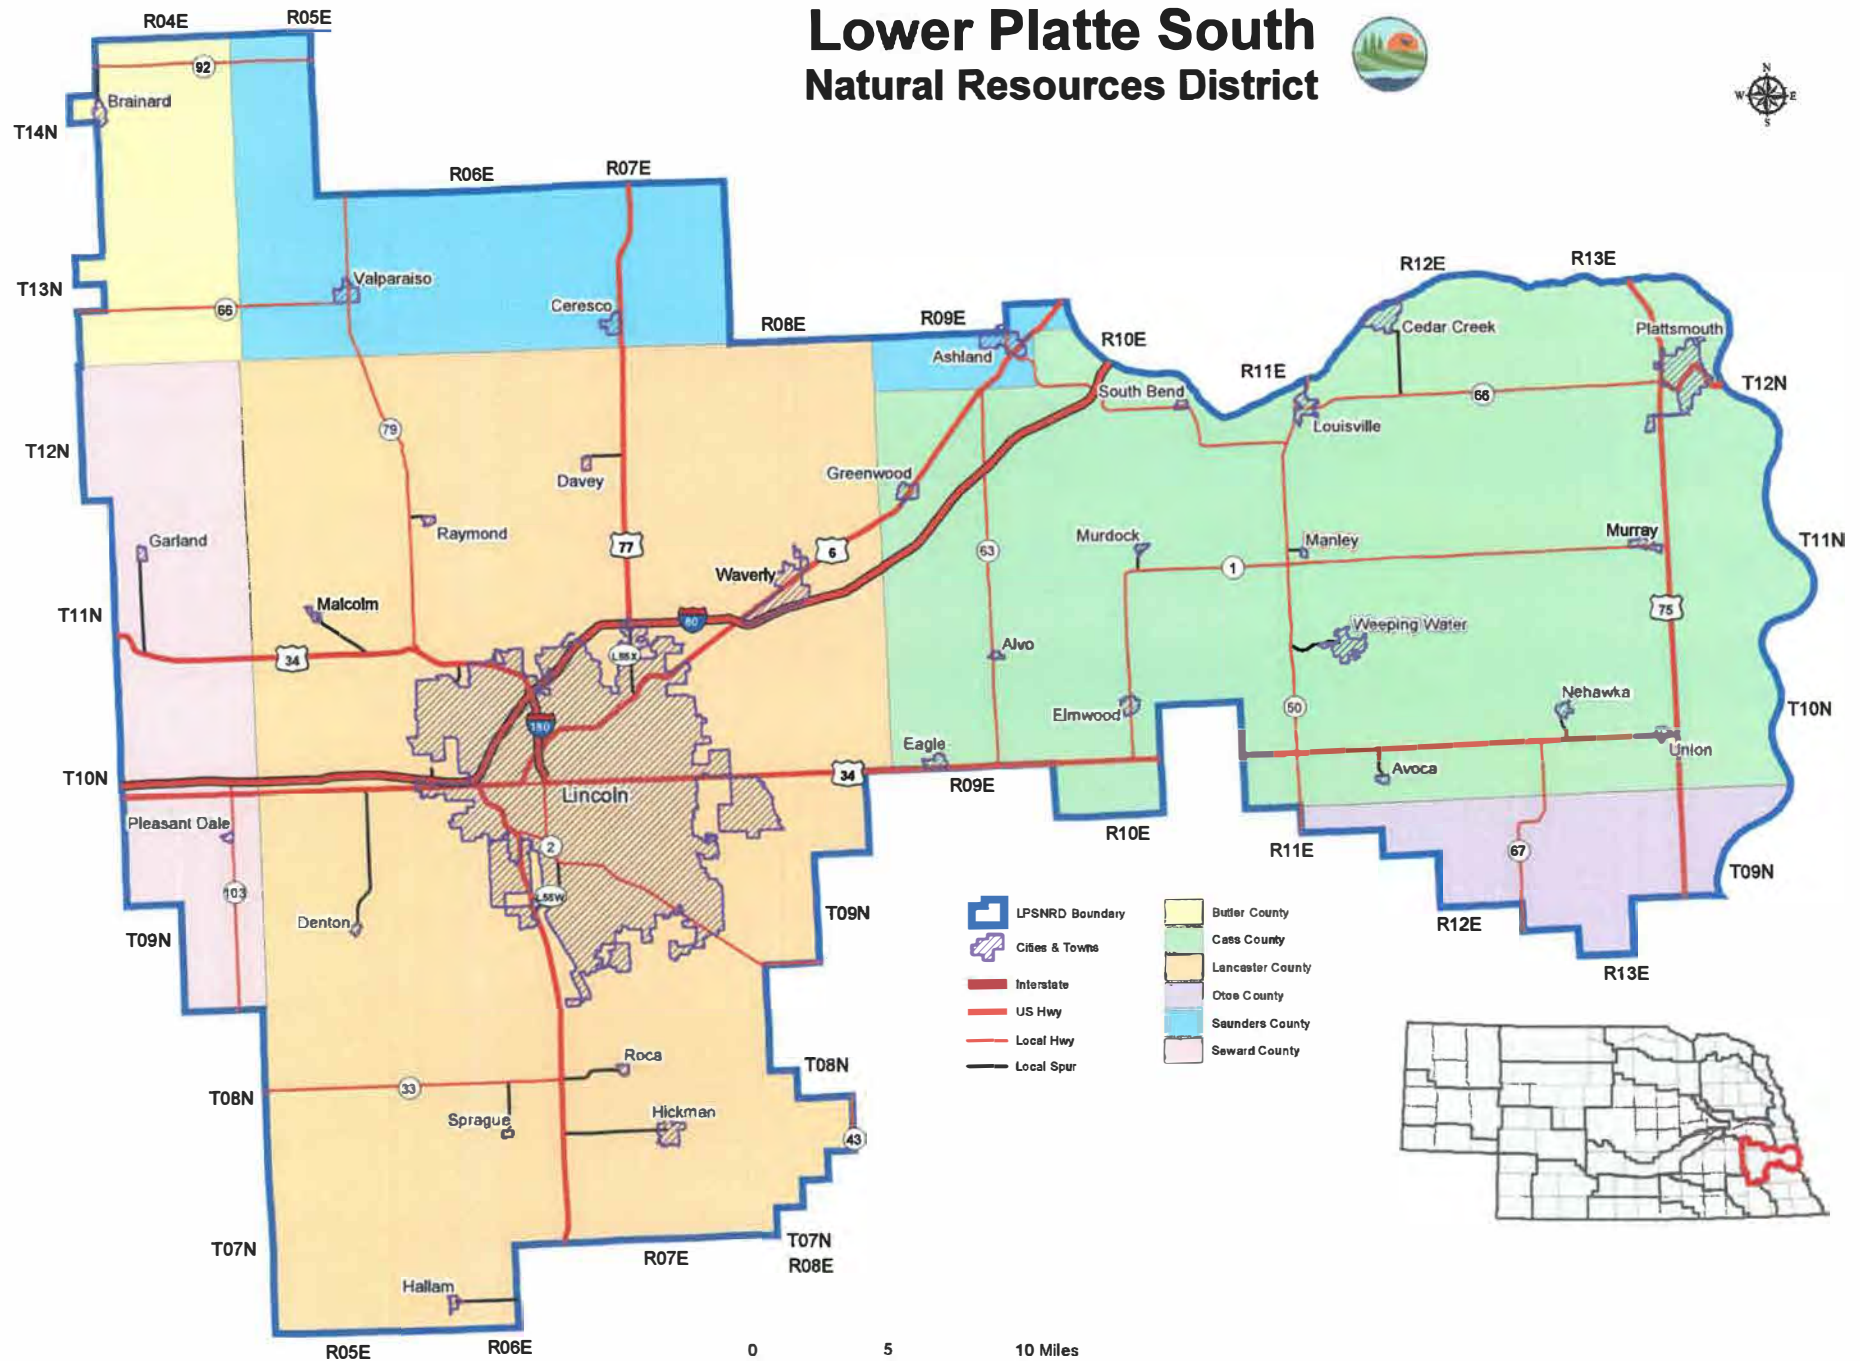 Lower Platte South
Natural Resources District
N
W E
S
R04E
R05E
92
Brainard
T14N
R06E
R07E
T13N
Valparaiso
66
Ceresco
R08E
R09E
Ashland
R10E
R11E
R12E
R13E
Cedar Creek
Plattsmouth
T12N
South Bend
66
Louisville
79
T12N
Davey
Greenwood
Raymond
Garland
77
6
63
Murdock
Manley
Murray
T11N
1
Waverly
Malcolm
T11N
80
75
34
L55X
Alvo
Weeping Water
180
Elmwood
50
Nehawka
T10N
Eagle
Union
T10N
34
R09E
Avoca
Lincoln
Pleasant Dale
2
R10E
R11E
67
T09N
103
L55W
Denton
T09N
T09N
R12E
R13E
LPSNRD Boundary
Cities & Towns
Interstate
US Hwy
Local Hwy
Local Spur
Butler County
Cass County
Lancaster County
Otoe County
Saunders County
Seward County
Roca
T08N
T08N
33
Sprague
Hickman
43
T07N
R07E
T07N
R08E
Hallam
R05E
R06E
0 5 10 Miles